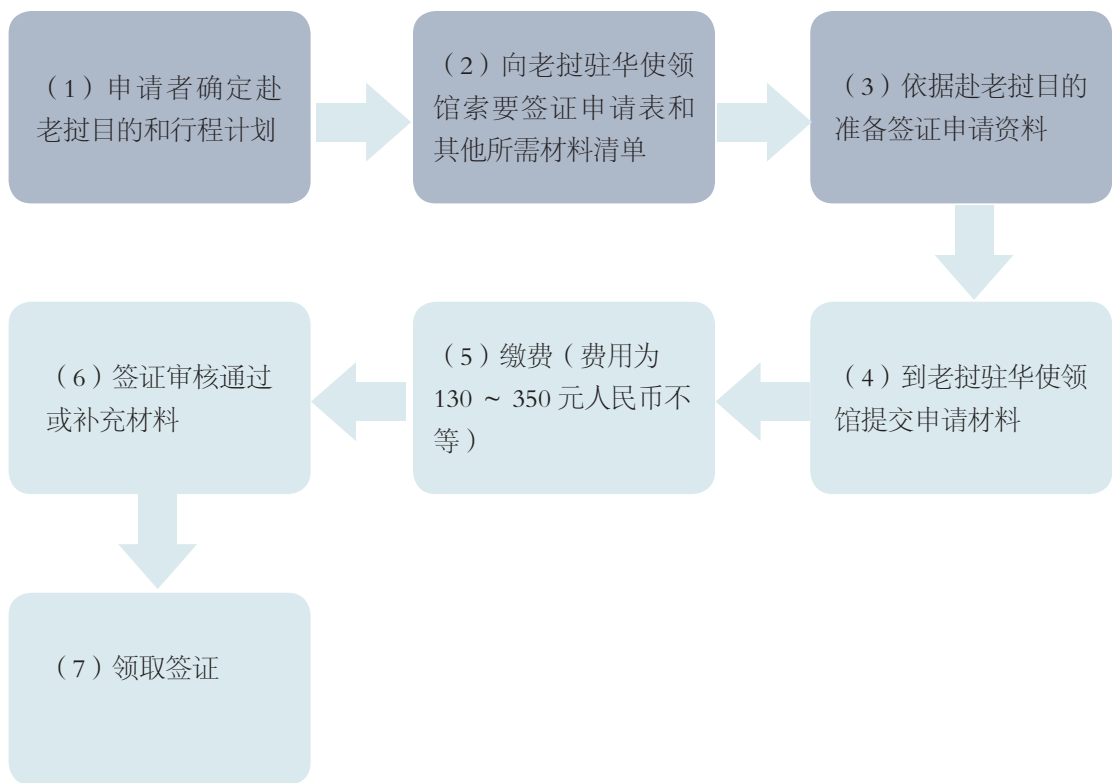 （1）申请者确定赴
老挝目的和行程计划
（2）向老挝驻华使领
馆索要签证申请表和
其他所需材料清单
（3）依据赴老挝目的
准备签证申请资料
（4）到老挝驻华使领
馆提交申请材料
（5）缴费（费用为
130 ~ 350 元人民币不
等）
（6）签证审核通过
或补充材料
（7）领取签证